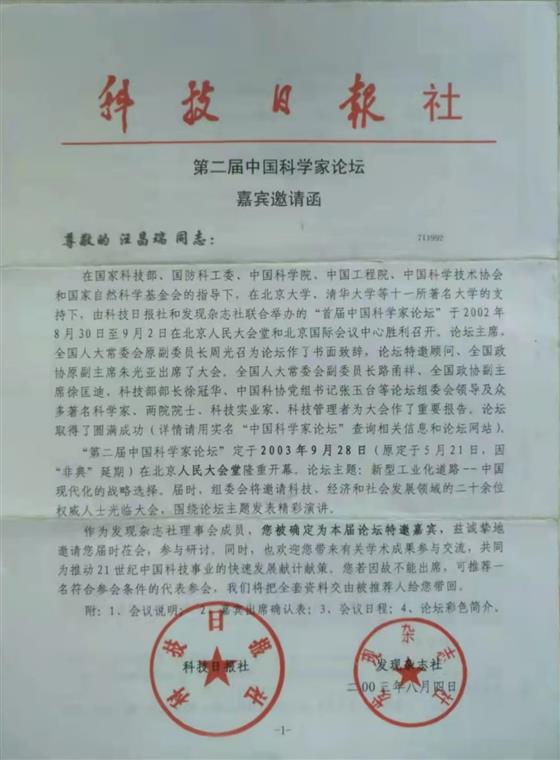 科技日報社
第二届中国科学家论坛
嘉宾邀请函
尊敬的 汪昌瑞 同志：
711992
在国家科技部、国防科工委、中国科学院、中国工程院、中国科学技术协会
和国家自然科学基金会的指导下，在北京大学、清华大学等十一所著名大学的支
持下，由科技日报社和发现杂志社联合举办的“首届中国科学家论坛”于 2002
年 8 月 30 日至 9 月 2 日在北京人民大会堂和北京国际会议中心胜利召开。论坛主席、
全国人大常委会原副委员长周光召为论坛作了书面致辞，论坛特邀顾问、全国政
协原副主席朱光亚出席了大会。全国人大常委会副委员长路甬祥、全国政协副主
席徐匡迪、科技部部长徐冠华、中国科协党组书记张玉台等论坛组委会领导及众
多著名科学家、两院院士、科技实业家、科技管理者为大会作了重要报告。论坛
取得了圆满成功（详情请用实名“中国科学家论坛”查询相关信息和论坛网站）。
“第二届中国科学家论坛”定于 2003 年 9 月 28 日（原定于 5 月 21 日，因
“非典”延期）在北京人民大会堂隆重开幕。论坛主题：新型工业化道路--中国
现代化的战略选择。届时，组委会将邀请科技、经济和社会发展领域的二十余位
权威人士光临大会，围绕论坛主题发表精彩演讲。
作为发现杂志社理事会成员，您被确定为本届论坛特邀嘉宾，兹诚挚地
邀请您届时莅会，参与研讨。同时，也欢迎您带来有关学术成果参与交流，共同
为推动 21 世纪中国科技事业的快速发展献计献策。您若因故不能出席，可推荐一
名符合参会条件的代表参会，我们将把全套资料交由被推荐人给您带回。
附：1、会议说明；2、嘉宾出席确认表；3、会议日程；4、论坛彩色简介。
科技日报社
科技日报社
发现杂志社
发现杂志社
二00三年八月四日
-1-